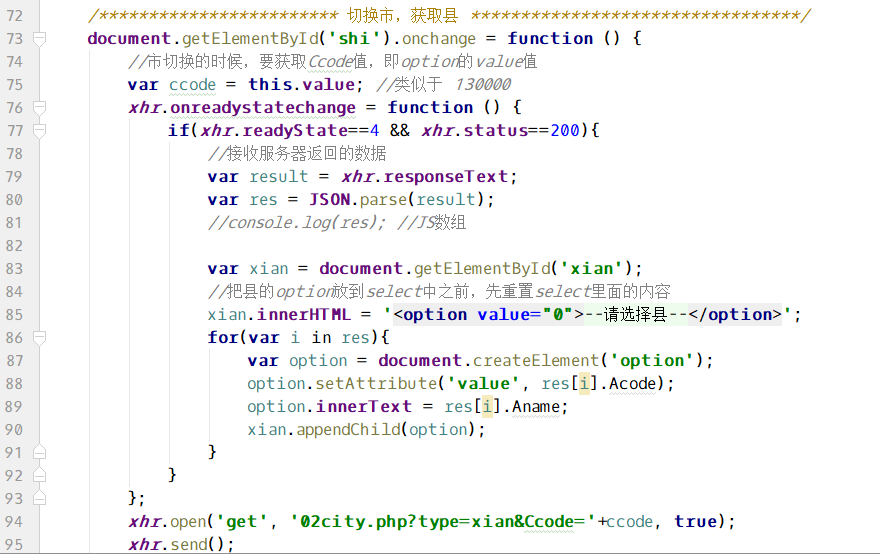 72 /************************ 切换市，获取县 *********************************/
73 document.getElementById('shi').onchange = function () {
74 //市切换的时候，要获取Ccode值，即option的value值
75 var ccode = this.value; //类似于 130000
76 xhr.onreadystatechange = function () {
77 if(xhr.readyState==4 && xhr.status==200){
78 //接收服务器返回的数据
79 var result = xhr.responseText;
80 var res = JSON.parse(result);
81 //console.log(res); //JS数组
82
83 var xian = document.getElementById('xian');
84 //把县的option放到select中之前，先重置select里面的内容
85 xian.innerHTML = '<option value="0">--请选择县--</option>';
86 for(var i in res){
87 var option = document.createElement('option');
88 option.setAttribute('value', res[i].Acode);
89 option.innerText = res[i].Aname;
90 xian.appendChild(option);
91 }
92 }
93 };
94 xhr.open('get', '02city.php?type=xian&Ccode='+ccode, true);
95 xhr.send();